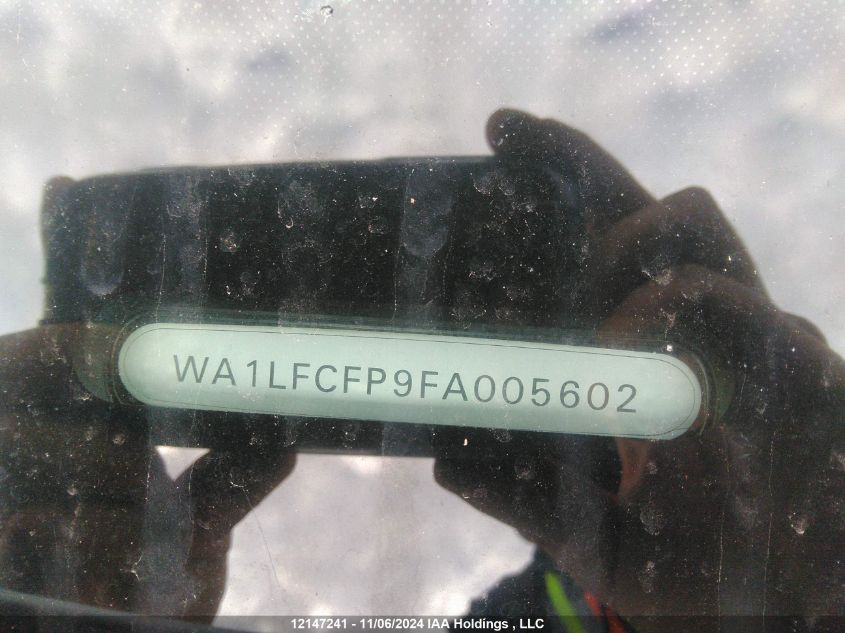 WA1LFCFP9FA005602
12147241 - 11/06/2024 IAA Holdings , LLC